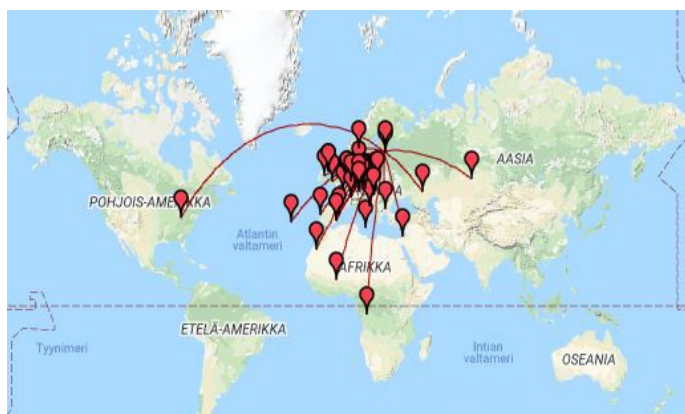 AASIA
POHJOIS-AMERIKKA
Atlantin
valtameri
AFRIKKA
ETELÄ-AMERIKKA
Tyynimeri
Intian
valtameri
OSEANIA